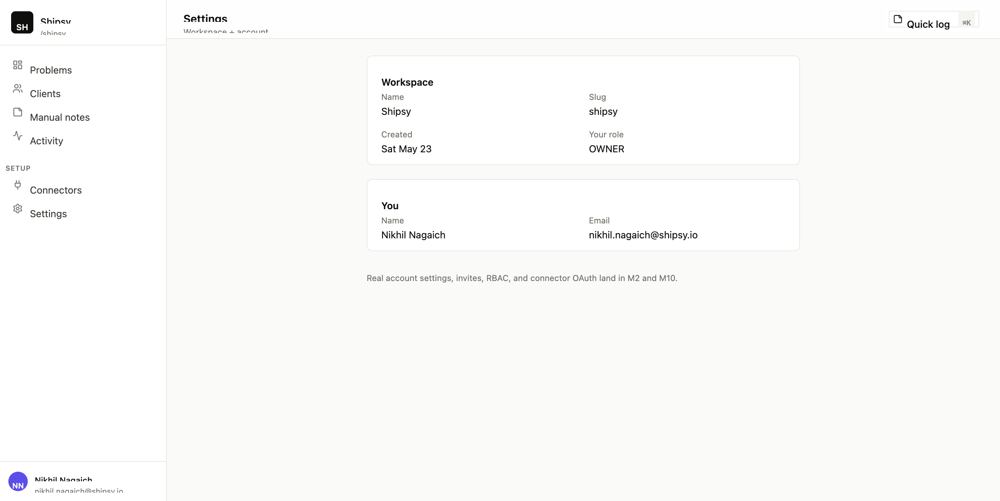 SH
Shipsy
/shipsy
Problems
Clients
Manual notes
Activity
SETUP
Connectors
Settings
NN
Nikhil Nagaich
nikhil.nagaich@shipsy.io
Settings
Workspace + account
Quick log
⌘K
Workspace
Name
Slug
Shipsy
shipsy
Created
Your role
Sat May 23
OWNER
You
Name
Email
Nikhil Nagaich
nikhil.nagaich@shipsy.io
Real account settings, invites, RBAC, and connector OAuth land in M2 and M10.